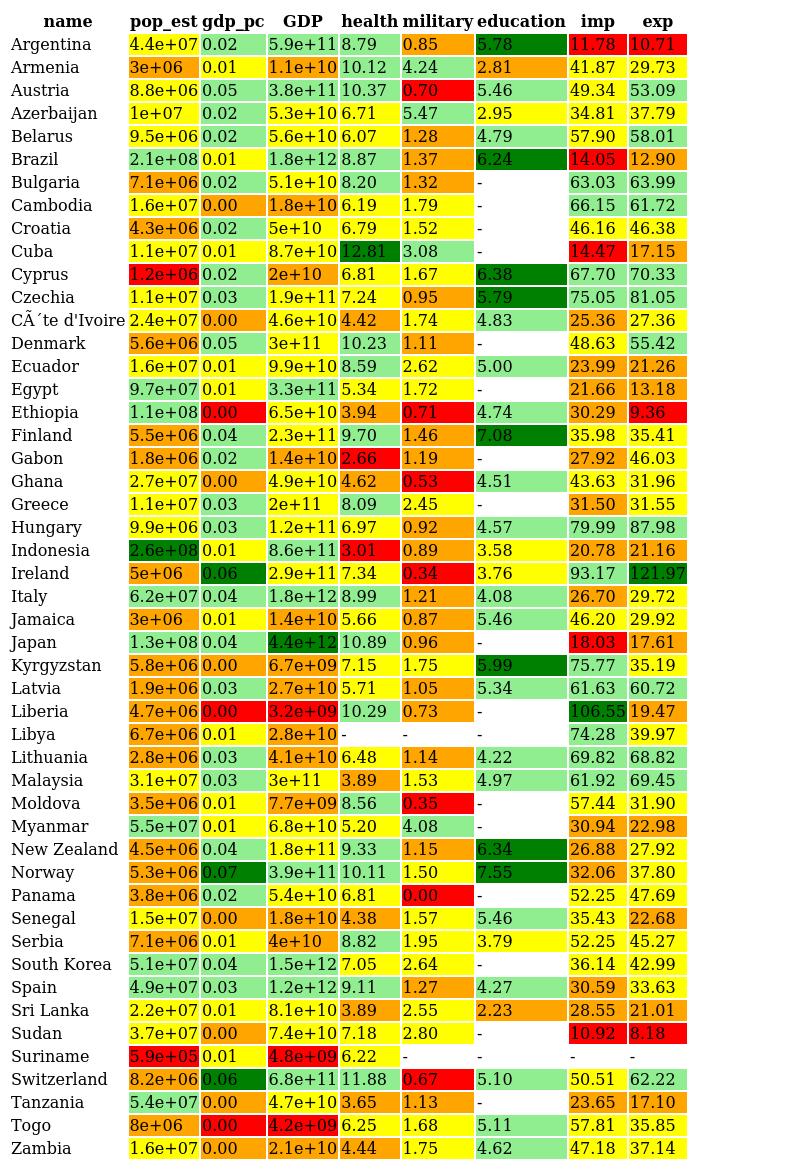 name pop_est gdp_pc GDP health military education imp exp
Argentina 4.4e+07 0.02 5.9e+11 8.79 0.85 5.78 11.78 10.71
Armenia 3e+06 0.01 1.1e+10 10.12 4.24 2.81 41.87 29.73
Austria 8.8e+06 0.05 3.8e+11 10.37 0.70 5.46 49.34 53.09
Azerbaijan 1e+07 0.02 5.3e+10 6.71 5.47 2.95 34.81 37.79
Belarus 9.5e+06 0.02 5.6e+10 6.07 1.28 4.79 57.90 58.01
Brazil 2.1e+08 0.01 1.8e+12 8.87 1.37 6.24 14.05 12.90
Bulgaria 7.1e+06 0.02 5.1e+10 8.20 1.32 - 63.03 63.99
Cambodia 1.6e+07 0.00 1.8e+10 6.19 1.79 - 66.15 61.72
Croatia 4.3e+06 0.02 5e+10 6.79 1.52 - 46.16 46.38
Cuba 1.1e+07 0.01 8.7e+10 12.81 3.08 - 14.47 17.15
Cyprus 1.2e+06 0.02 2e+10 6.81 1.67 6.38 67.70 70.33
Czechia 1.1e+07 0.03 1.9e+11 7.24 0.95 5.79 75.05 81.05
CÃ´te d'Ivoire 2.4e+07 0.00 4.6e+10 4.42 1.74 4.83 25.36 27.36
Denmark 5.6e+06 0.05 3e+11 10.23 1.11 - 48.63 55.42
Ecuador 1.6e+07 0.01 9.9e+10 8.59 2.62 5.00 23.99 21.26
Egypt 9.7e+07 0.01 3.3e+11 5.34 1.72 - 21.66 13.18
Ethiopia 1.1e+08 0.00 6.5e+10 3.94 0.71 4.74 30.29 9.36
Finland 5.5e+06 0.04 2.3e+11 9.70 1.46 7.08 35.98 35.41
Gabon 1.8e+06 0.02 1.4e+10 2.66 1.19 - 27.92 46.03
Ghana 2.7e+07 0.00 4.9e+10 4.62 0.53 4.51 43.63 31.96
Greece 1.1e+07 0.03 2e+11 8.09 2.45 - 31.50 31.55
Hungary 9.9e+06 0.03 1.2e+11 6.97 0.92 4.57 79.99 87.98
Indonesia 2.6e+08 0.01 8.6e+11 3.01 0.89 3.58 20.78 21.16
Ireland 5e+06 0.06 2.9e+11 7.34 0.34 3.76 93.17 121.97
Italy 6.2e+07 0.04 1.8e+12 8.99 1.21 4.08 26.70 29.72
Jamaica 3e+06 0.01 1.4e+10 5.66 0.87 5.46 46.20 29.92
Japan 1.3e+08 0.04 4.4e+12 10.89 0.96 - 18.03 17.61
Kyrgyzstan 5.8e+06 0.00 6.7e+09 7.15 1.75 5.99 75.77 35.19
Latvia 1.9e+06 0.03 2.7e+10 5.71 1.05 5.34 61.63 60.72
Liberia 4.7e+06 0.00 3.2e+09 10.29 0.73 - 106.55 19.47
Libya 6.7e+06 0.01 2.8e+10 - - - 74.28 39.97
Lithuania 2.8e+06 0.03 4.1e+10 6.48 1.14 4.22 69.82 68.82
Malaysia 3.1e+07 0.03 3e+11 3.89 1.53 4.97 61.92 69.45
Moldova 3.5e+06 0.01 7.7e+09 8.56 0.35 - 57.44 31.90
Myanmar 5.5e+07 0.01 6.8e+10 5.20 4.08 - 30.94 22.98
New Zealand 4.5e+06 0.04 1.8e+11 9.33 1.15 6.34 26.88 27.92
Norway 5.3e+06 0.07 3.9e+11 10.11 1.50 7.55 32.06 37.80
Panama 3.8e+06 0.02 5.4e+10 6.81 0.00 - 52.25 47.69
Senegal 1.5e+07 0.00 1.8e+10 4.38 1.57 5.46 35.43 22.68
Serbia 7.1e+06 0.01 4e+10 8.82 1.95 3.79 52.25 45.27
South Korea 5.1e+07 0.04 1.5e+12 7.05 2.64 - 36.14 42.99
Spain 4.9e+07 0.03 1.2e+12 9.11 1.27 4.27 30.59 33.63
Sri Lanka 2.2e+07 0.01 8.1e+10 3.89 2.55 2.23 28.55 21.01
Sudan 3.7e+07 0.00 7.4e+10 7.18 2.80 - 10.92 8.18
Suriname 5.9e+05 0.01 4.8e+09 6.22 - - - -
Switzerland 8.2e+06 0.06 6.8e+11 11.88 0.67 5.10 50.51 62.22
Tanzania 5.4e+07 0.00 4.7e+10 3.65 1.13 - 23.65 17.10
Togo 8e+06 0.00 4.2e+09 6.25 1.68 5.11 57.81 35.85
Zambia 1.6e+07 0.00 2.1e+10 4.44 1.75 4.62 47.18 37.14